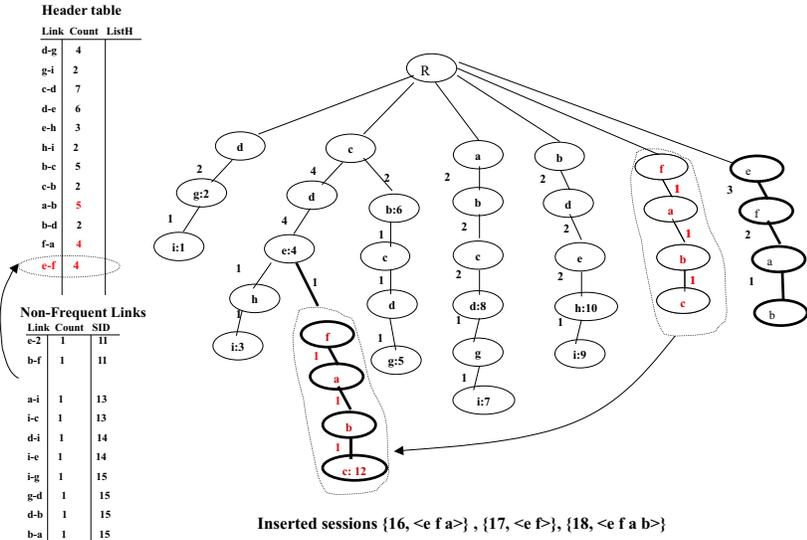 Header table
Link Count ListH
d-g 4
g-i 2
c-d 7
d-e 6
e-h 3
h-i 2
b-c 5
c-b 2
a-b 5
b-d 2
f-a 4
e-f 4
Non-Frequent Links
Link Count SID
e-2 1 11
b-f 1 11
a-i 1 13
i-c 1 13
d-i 1 14
i-e 1 14
i-g 1 15
g-d 1 15
d-b 1 15
b-a 1 15
R
d
2
g:2
1
i:1
c
4
d
4
e:4
1
h
1
i:3
1
f
1
a
1
b
1
c: 12
2
b:6
1
c
1
d
1
g:5
a
2
b
2
c
2
d:8
1
g
1
i:7
b
2
d
2
e
2
h:10
1
i:9
f
1
a
1
b
1
c
e
3
f
2
a
1
b
Inserted sessions {16, <e f a>} , {17, <e f>}, {18, <e f a b>}